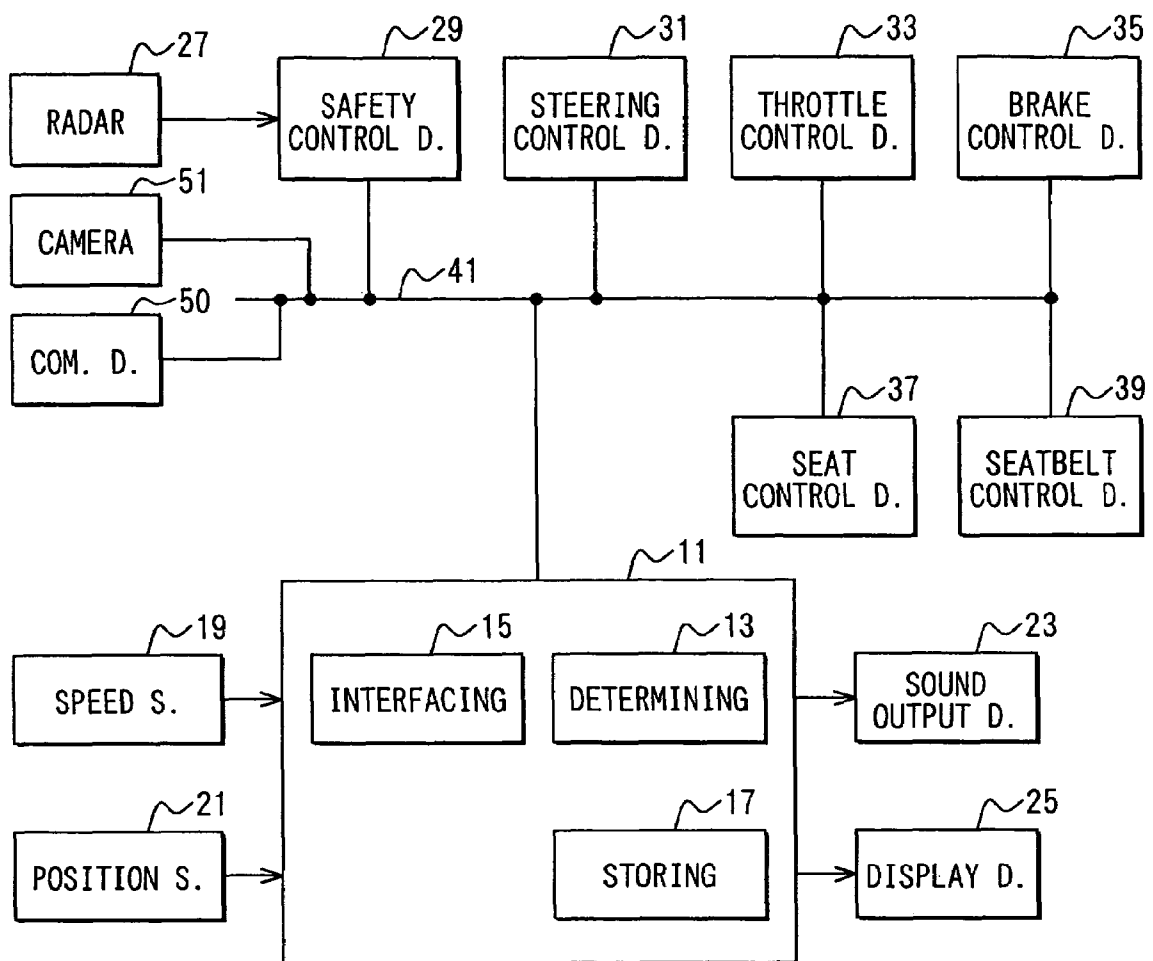 27
RADAR
29
SAFETY
CONTROL D.
31
STEERING
CONTROL D.
33
THROTTLE
CONTROL D.
35
BRAKE
CONTROL D.
51
CAMERA
41
50
COM. D.
37
SEAT
CONTROL D.
39
SEATBELT
CONTROL D.
11
19
SPEED S.
15
INTERFACING
13
DETERMINING
23
SOUND
OUTPUT D.
21
POSITION S.
17
STORING
25
DISPLAY D.